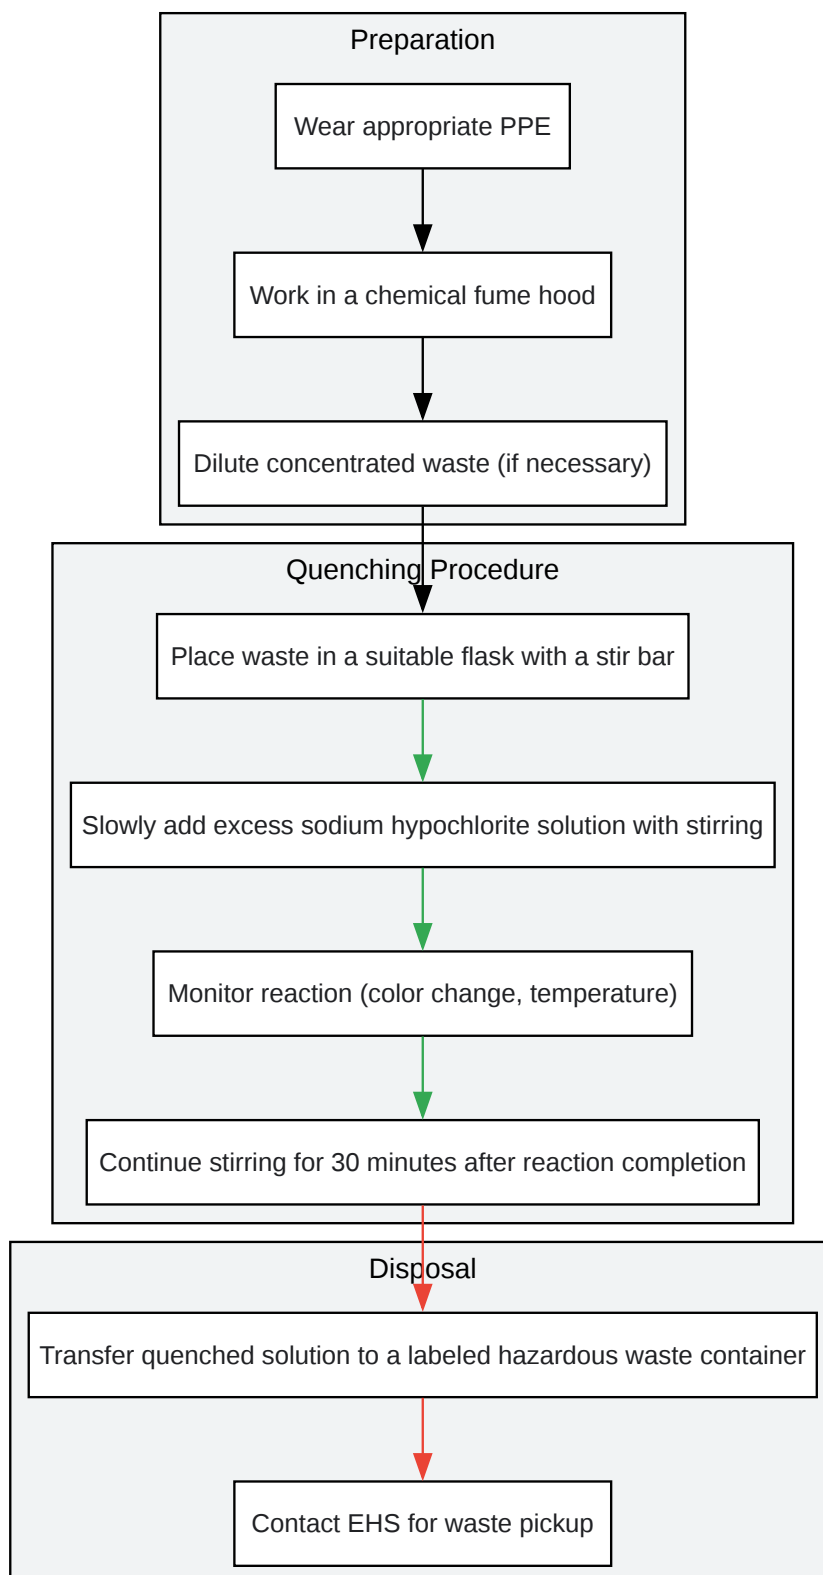 Preparation
Wear appropriate PPE
Work in a chemical fume hood
Dilute concentrated waste (if necessary)
Quenching Procedure
Place waste in a suitable flask with a stir bar
Slowly add excess sodium hypochlorite solution with stirring
Monitor reaction (color change, temperature)
Continue stirring for 30 minutes after reaction completion
Disposal
Transfer quenched solution to a labeled hazardous waste container
Contact EHS for waste pickup